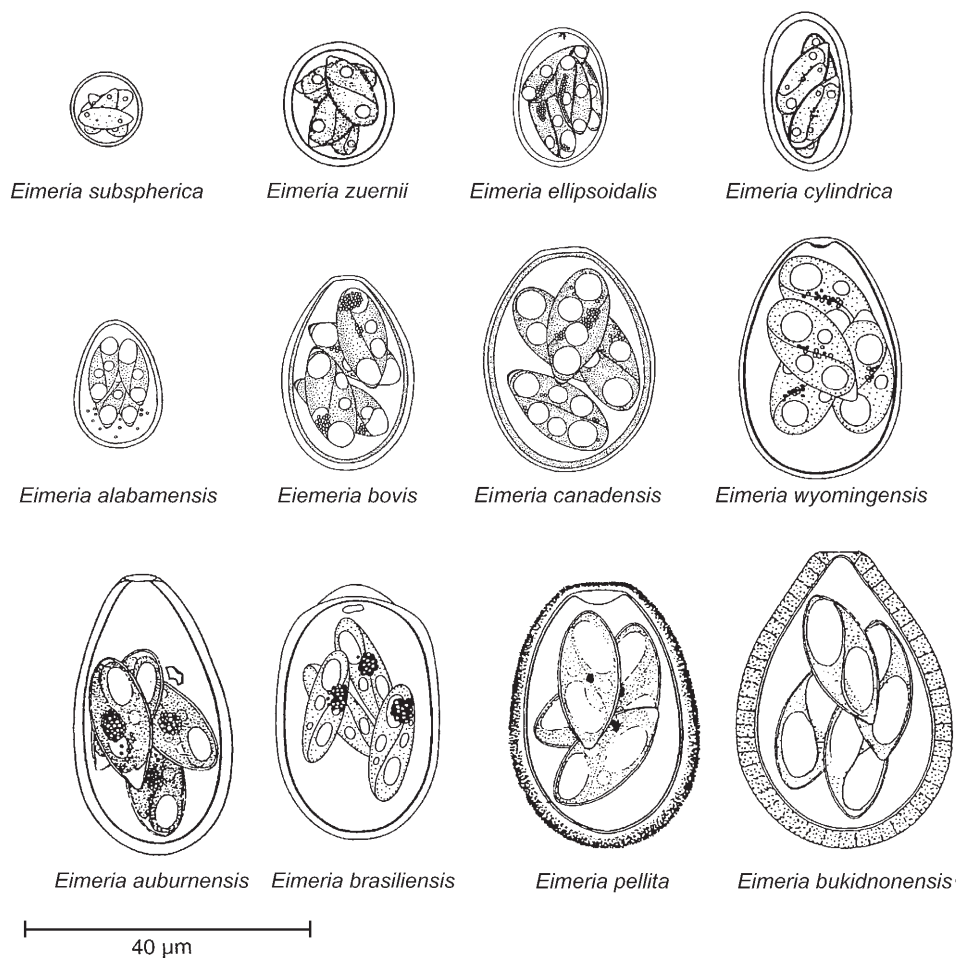 Eimeria subspherica
Eimeria zuernii
Eimeria ellipsoidalis
Eimeria cylindrica
Eimeria alabamensis
Eiemeria bovis
Eimeria canadensis
Eimeria wyomingensis
Eimeria auburnensis
Eimeria brasiliensis
Eimeria pellita
Eimeria bukidnonensis
40 µm